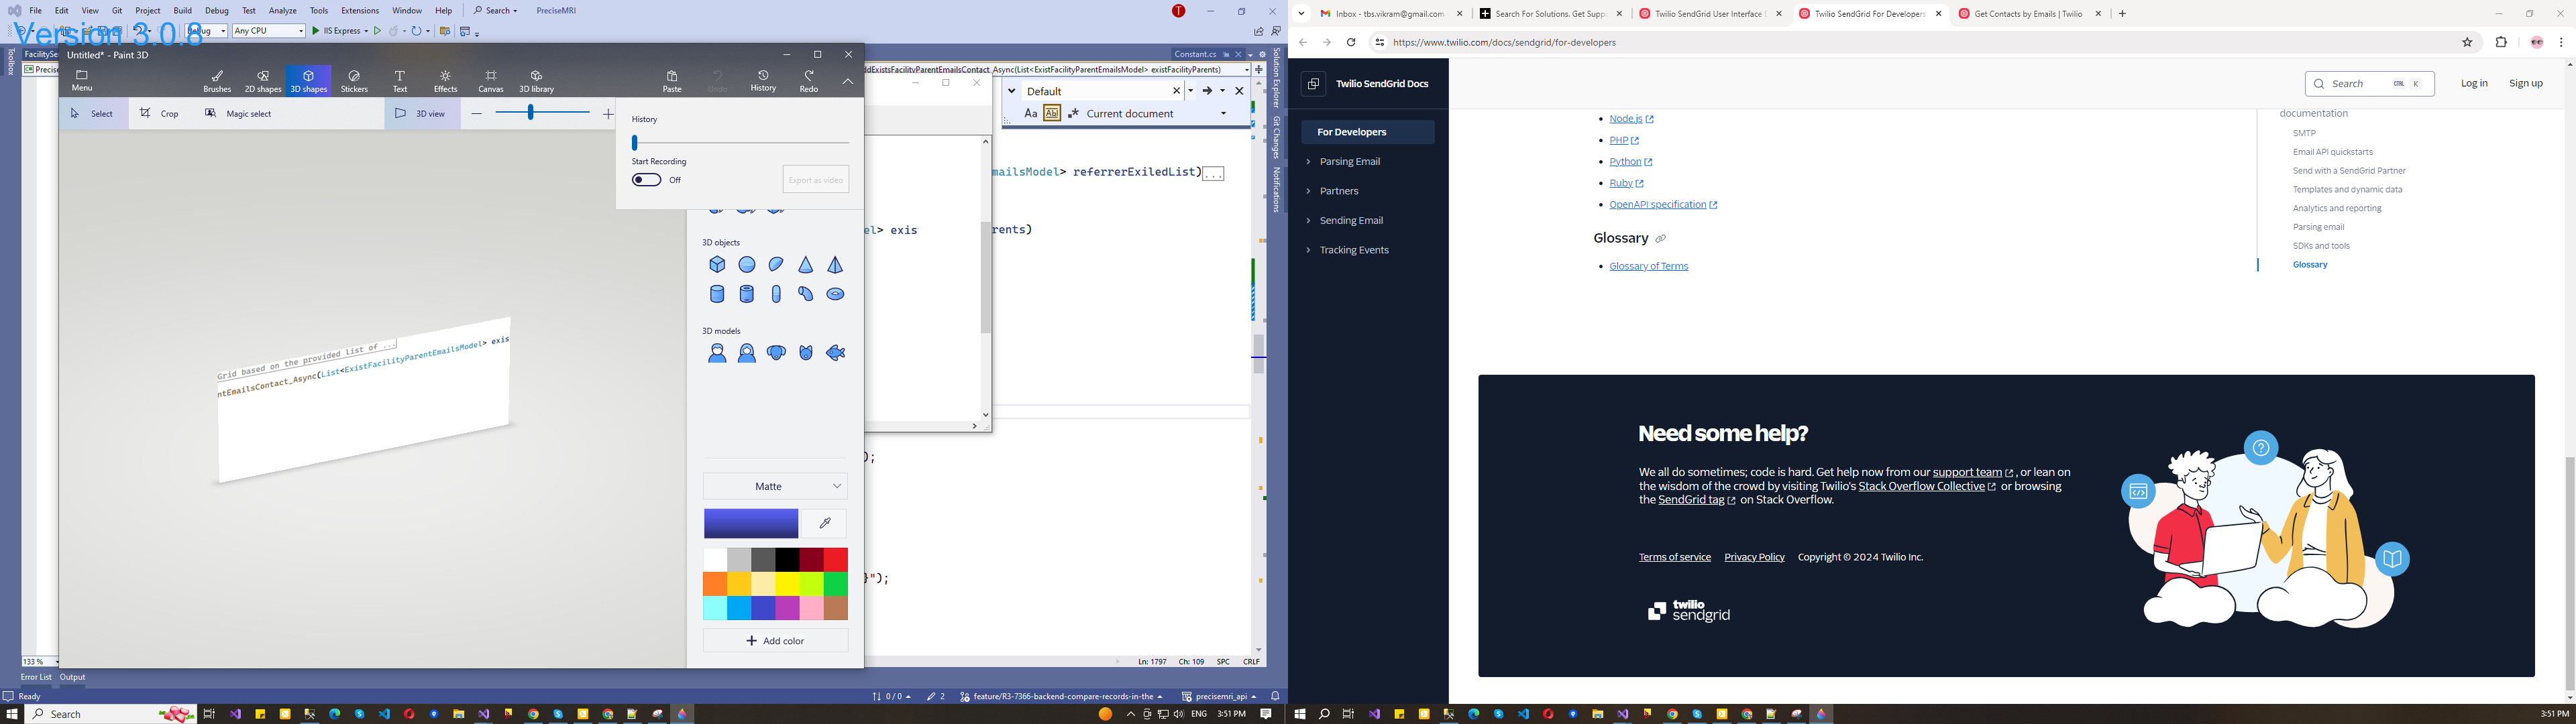 File Edit View Git Project Build Debug Test Analyze Tools Extensions Window Help Search PreciseMRI
Version 3.0.8
Debug Any CPU IIS Express
Toolbox
FacilitySe
Constant.cs
Precise
ddExistsFacilityParentEmailsContact_Async(List<ExistFacilityParentEmailsModel> existFacilityParents)
Untitled* - Paint 3D
Menu Brushes 2D shapes 3D shapes Stickers Text Effects Canvas 3D library Paste Undo History Redo
Select Crop Magic select 3D view
History
Start Recording
Off
Export as video
3D objects
3D models
Matte
Add color
Grid based on the provided list of ...
ntEmailsContact_Async(List<ExistFacilityParentEmailsModel> exis
Default
Aa Current document
mailsModel> referrerExiledList)...
el> exis
rents)
);
}");
Solution Explorer
Git Changes
Notifications
133 %
Ln: 1797 Ch: 109 SPC CRLF
Error List Output
Ready
0 / 0 2 feature/R3-7366-backend-compare-records-in-the precisemri_api
Search
ENG 3:51 PM
Inbox - tbs.vikram@gmail.com
Search For Solutions. Get Supp
Twilio SendGrid User Interface
Twilio SendGrid For Developers
Get Contacts by Emails | Twilio
https://www.twilio.com/docs/sendgrid/for-developers
Twilio SendGrid Docs
Search CTRL K
Log in Sign up
For Developers
Parsing Email
Partners
Sending Email
Tracking Events
Node.js
PHP
Python
Ruby
OpenAPI specification
Glossary
Glossary of Terms
documentation
SMTP
Email API quickstarts
Send with a SendGrid Partner
Templates and dynamic data
Analytics and reporting
Parsing email
SDKs and tools
Glossary
Need some help?
We all do sometimes; code is hard. Get help now from our support team , or lean on
the wisdom of the crowd by visiting Twilio's Stack Overflow Collective or browsing
the SendGrid tag on Stack Overflow.
Terms of service Privacy Policy Copyright © 2024 Twilio Inc.
twilio
sendgrid
3:51 PM